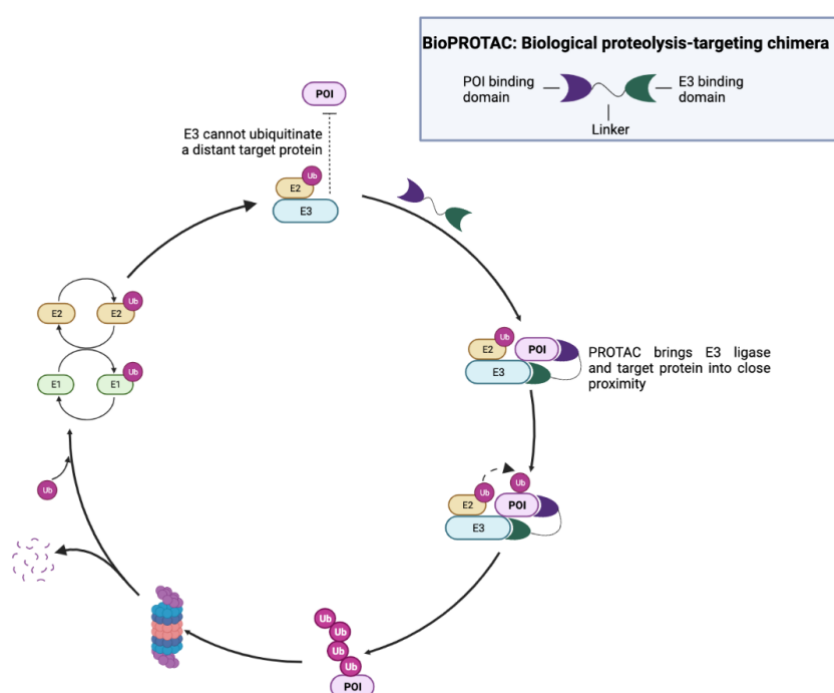 BioPROTAC: Biological proteolysis-targeting chimera
POI binding
domain
E3 binding
domain
Linker
POI
E3 cannot ubiquitinate
a distant target protein
Ub
E2
E3
E2
E2
Ub
E1
E1
Ub
Ub
Ub
E2
POI
E3
PROTAC brings E3 ligase
and target protein into close
proximity
Ub
Ub
E2
POI
E3
Ub
Ub
Ub
Ub
POI